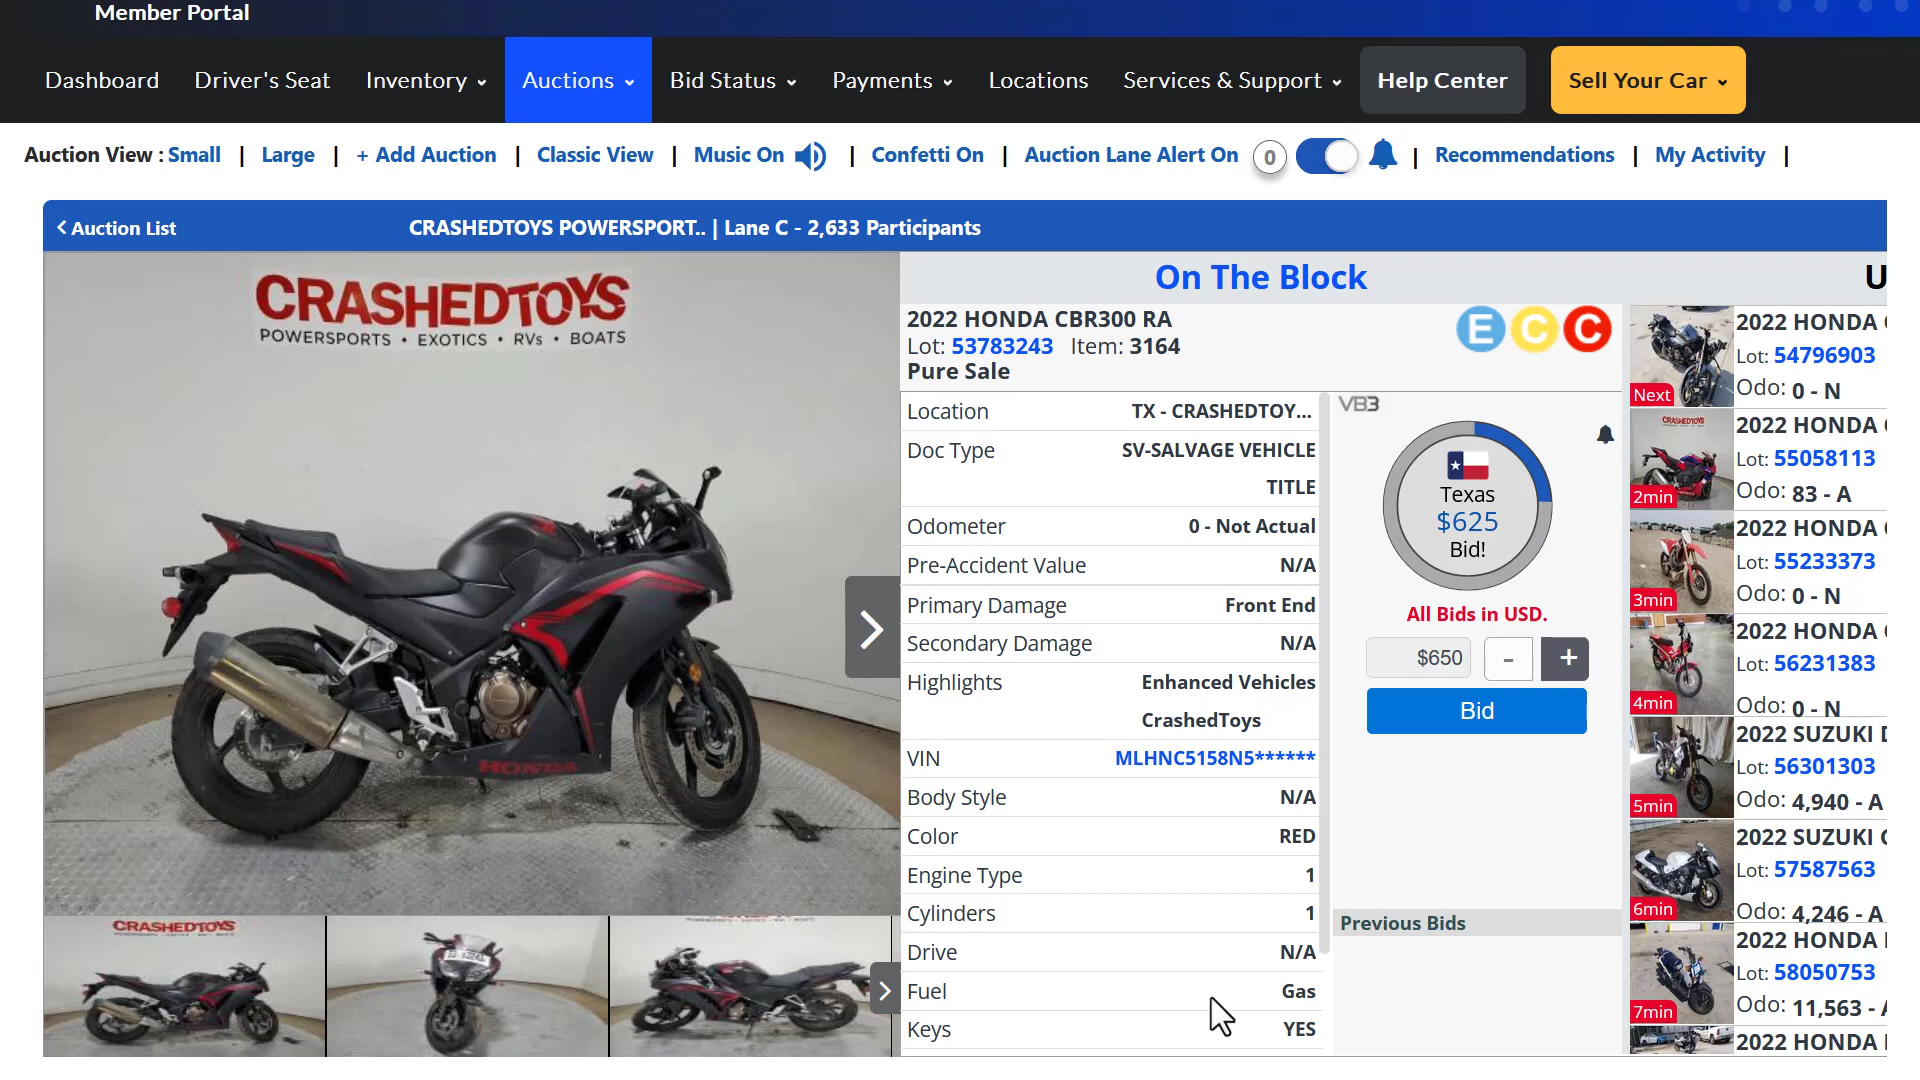 Member Portal
Dashboard Driver's Seat Inventory Auctions Bid Status Payments Locations Services & Support Help Center Sell Your Car
Auction View : Small | Large | + Add Auction | Classic View | Music On | Confetti On | Auction Lane Alert On 0 | Recommendations | My Activity |
Auction List
CRASHEDTOYS POWERSPORT.. | Lane C - 2,633 Participants
CRASHEDTOYS
POWERSPORTS • EXOTICS • RVs • BOATS
CRASHEDTOYS
HONDA
On The Block
2022 HONDA CBR300 RA
Lot: 53783243 Item: 3164
Pure Sale
E C C
Location TX - CRASHEDTOY...
Doc Type SV-SALVAGE VEHICLE
TITLE
Odometer 0 - Not Actual
Pre-Accident Value N/A
Primary Damage Front End
Secondary Damage N/A
Highlights Enhanced Vehicles
CrashedToys
VIN MLHNC5158N5******
Body Style N/A
Color RED
Engine Type 1
Cylinders 1
Drive N/A
Fuel Gas
Keys YES
VB3
Texas
$625
Bid!
All Bids in USD.
$650 - +
Bid
Previous Bids
U
2022 HONDA
Lot: 54796903
Odo: 0 - N
Next
2022 HONDA
Lot: 55058113
Odo: 83 - A
CRASHEDTOYS
2min
2022 HONDA
Lot: 55233373
Odo: 0 - N
3min
2022 HONDA
Lot: 56231383
Odo: 0 - N
4min
2022 SUZUKI
Lot: 56301303
Odo: 4,940 - A
5min
2022 SUZUKI
Lot: 57587563
Odo: 4,246 - A
6min
2022 HONDA
Lot: 58050753
Odo: 11,563 -
7min
2022 HONDA